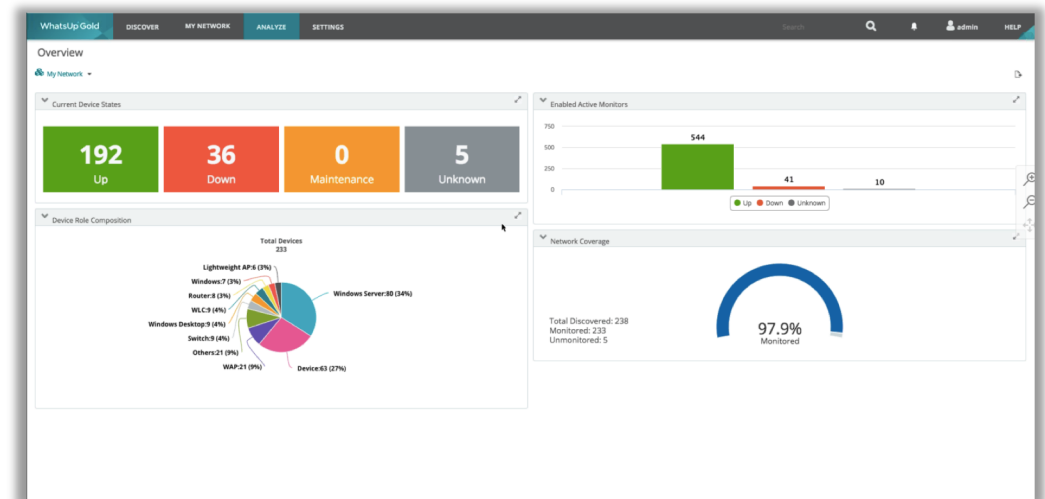 WhatsUp Gold DISCOVER MY NETWORK ANALYZE SETTINGS Search admin HELP
Overview
My Network
Current Device States
192
Up
36
Down
0
Maintenance
5
Unknown
Enabled Active Monitors
750
500
250
0
544
41
10
Up Down Unknown
Device Role Composition
Total Devices
233
Lightweight AP:6 (3%)
Windows:7 (3%)
Router:8 (3%)
WLC:9 (4%)
Windows Desktop:9 (4%)
Switch:9 (4%)
Others:21 (9%)
WAP:21 (9%)
Windows Server:80 (34%)
Device:63 (27%)
Network Coverage
Total Discovered: 238
Monitored: 233
Unmonitored: 5
97.9%
Monitored